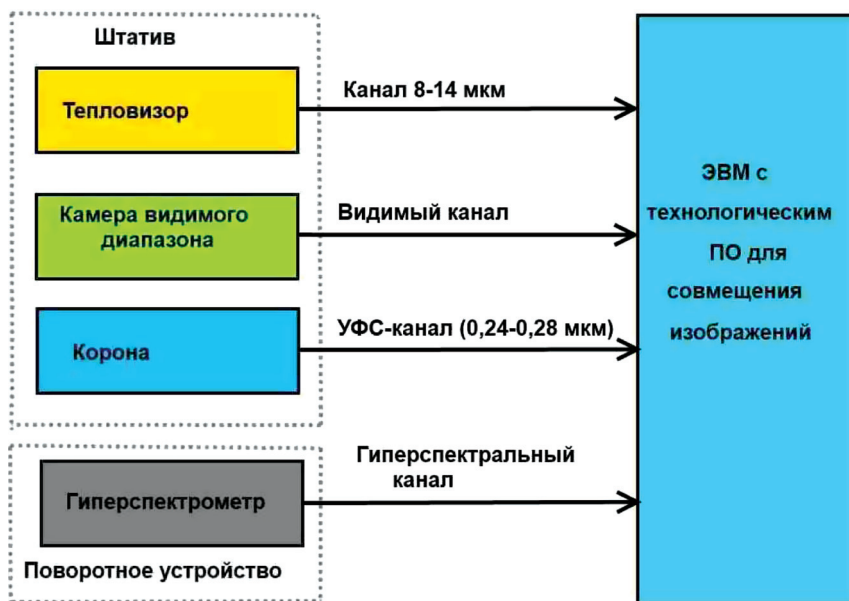 Штатив
Тепловизор
Канал 8-14 мкм
Камера видимого
диапазона
Видимый канал
Корона
УФС-канал (0,24-0,28 мкм)
Гиперспектрометр
Поворотное устройство
Гиперспектральный
канал
ЭВМ с
технологическим
ПО для
совмещения
изображений